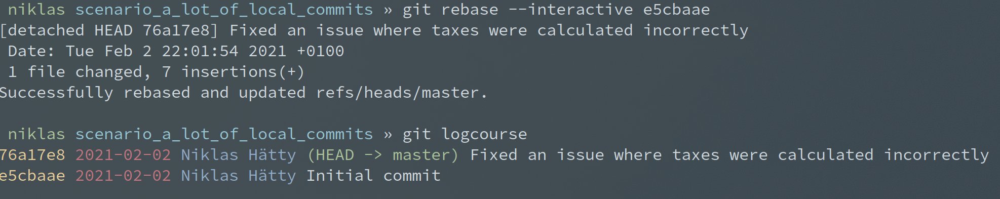 niklas scenario_a_lot_of_local_commits » git rebase --interactive e5cbaae
[detached HEAD 76a17e8] Fixed an issue where taxes were calculated incorrectly
Date: Tue Feb 2 22:01:54 2021 +0100
1 file changed, 7 insertions(+)
Successfully rebased and updated refs/heads/master.
niklas scenario_a_lot_of_local_commits » git logcourse
76a17e8 2021-02-02 Niklas Hätty (HEAD -> master) Fixed an issue where taxes were calculated incorrectly
e5cbaae 2021-02-02 Niklas Hätty Initial commit